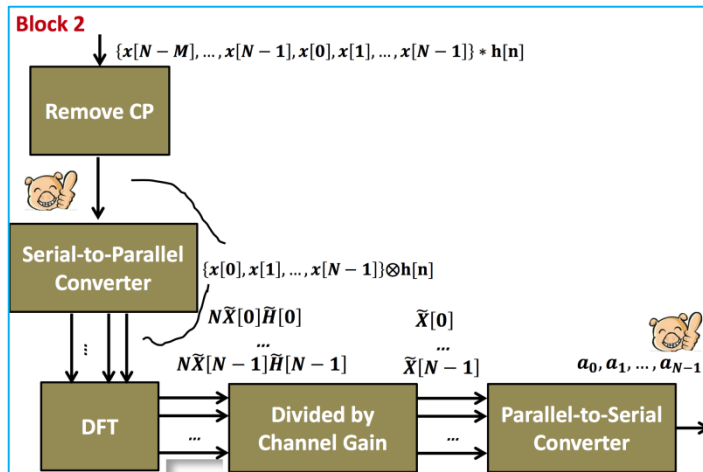 Block 2
{x[N − M], …, x[N − 1], x[0], x[1], …, x[N − 1]} ∗ h[n]
Remove CP
Serial-to-Parallel
Converter
{x[0], x[1], …, x[N − 1]}⊗h[n]
NX̃[0]H̃[0]
…
NX̃[N − 1]H̃[N − 1]
X̃[0]
…
X̃[N − 1]
a₀, a₁, …, a_{N−1}
...
DFT
...
Divided by
Channel Gain
...
Parallel-to-Serial
Converter